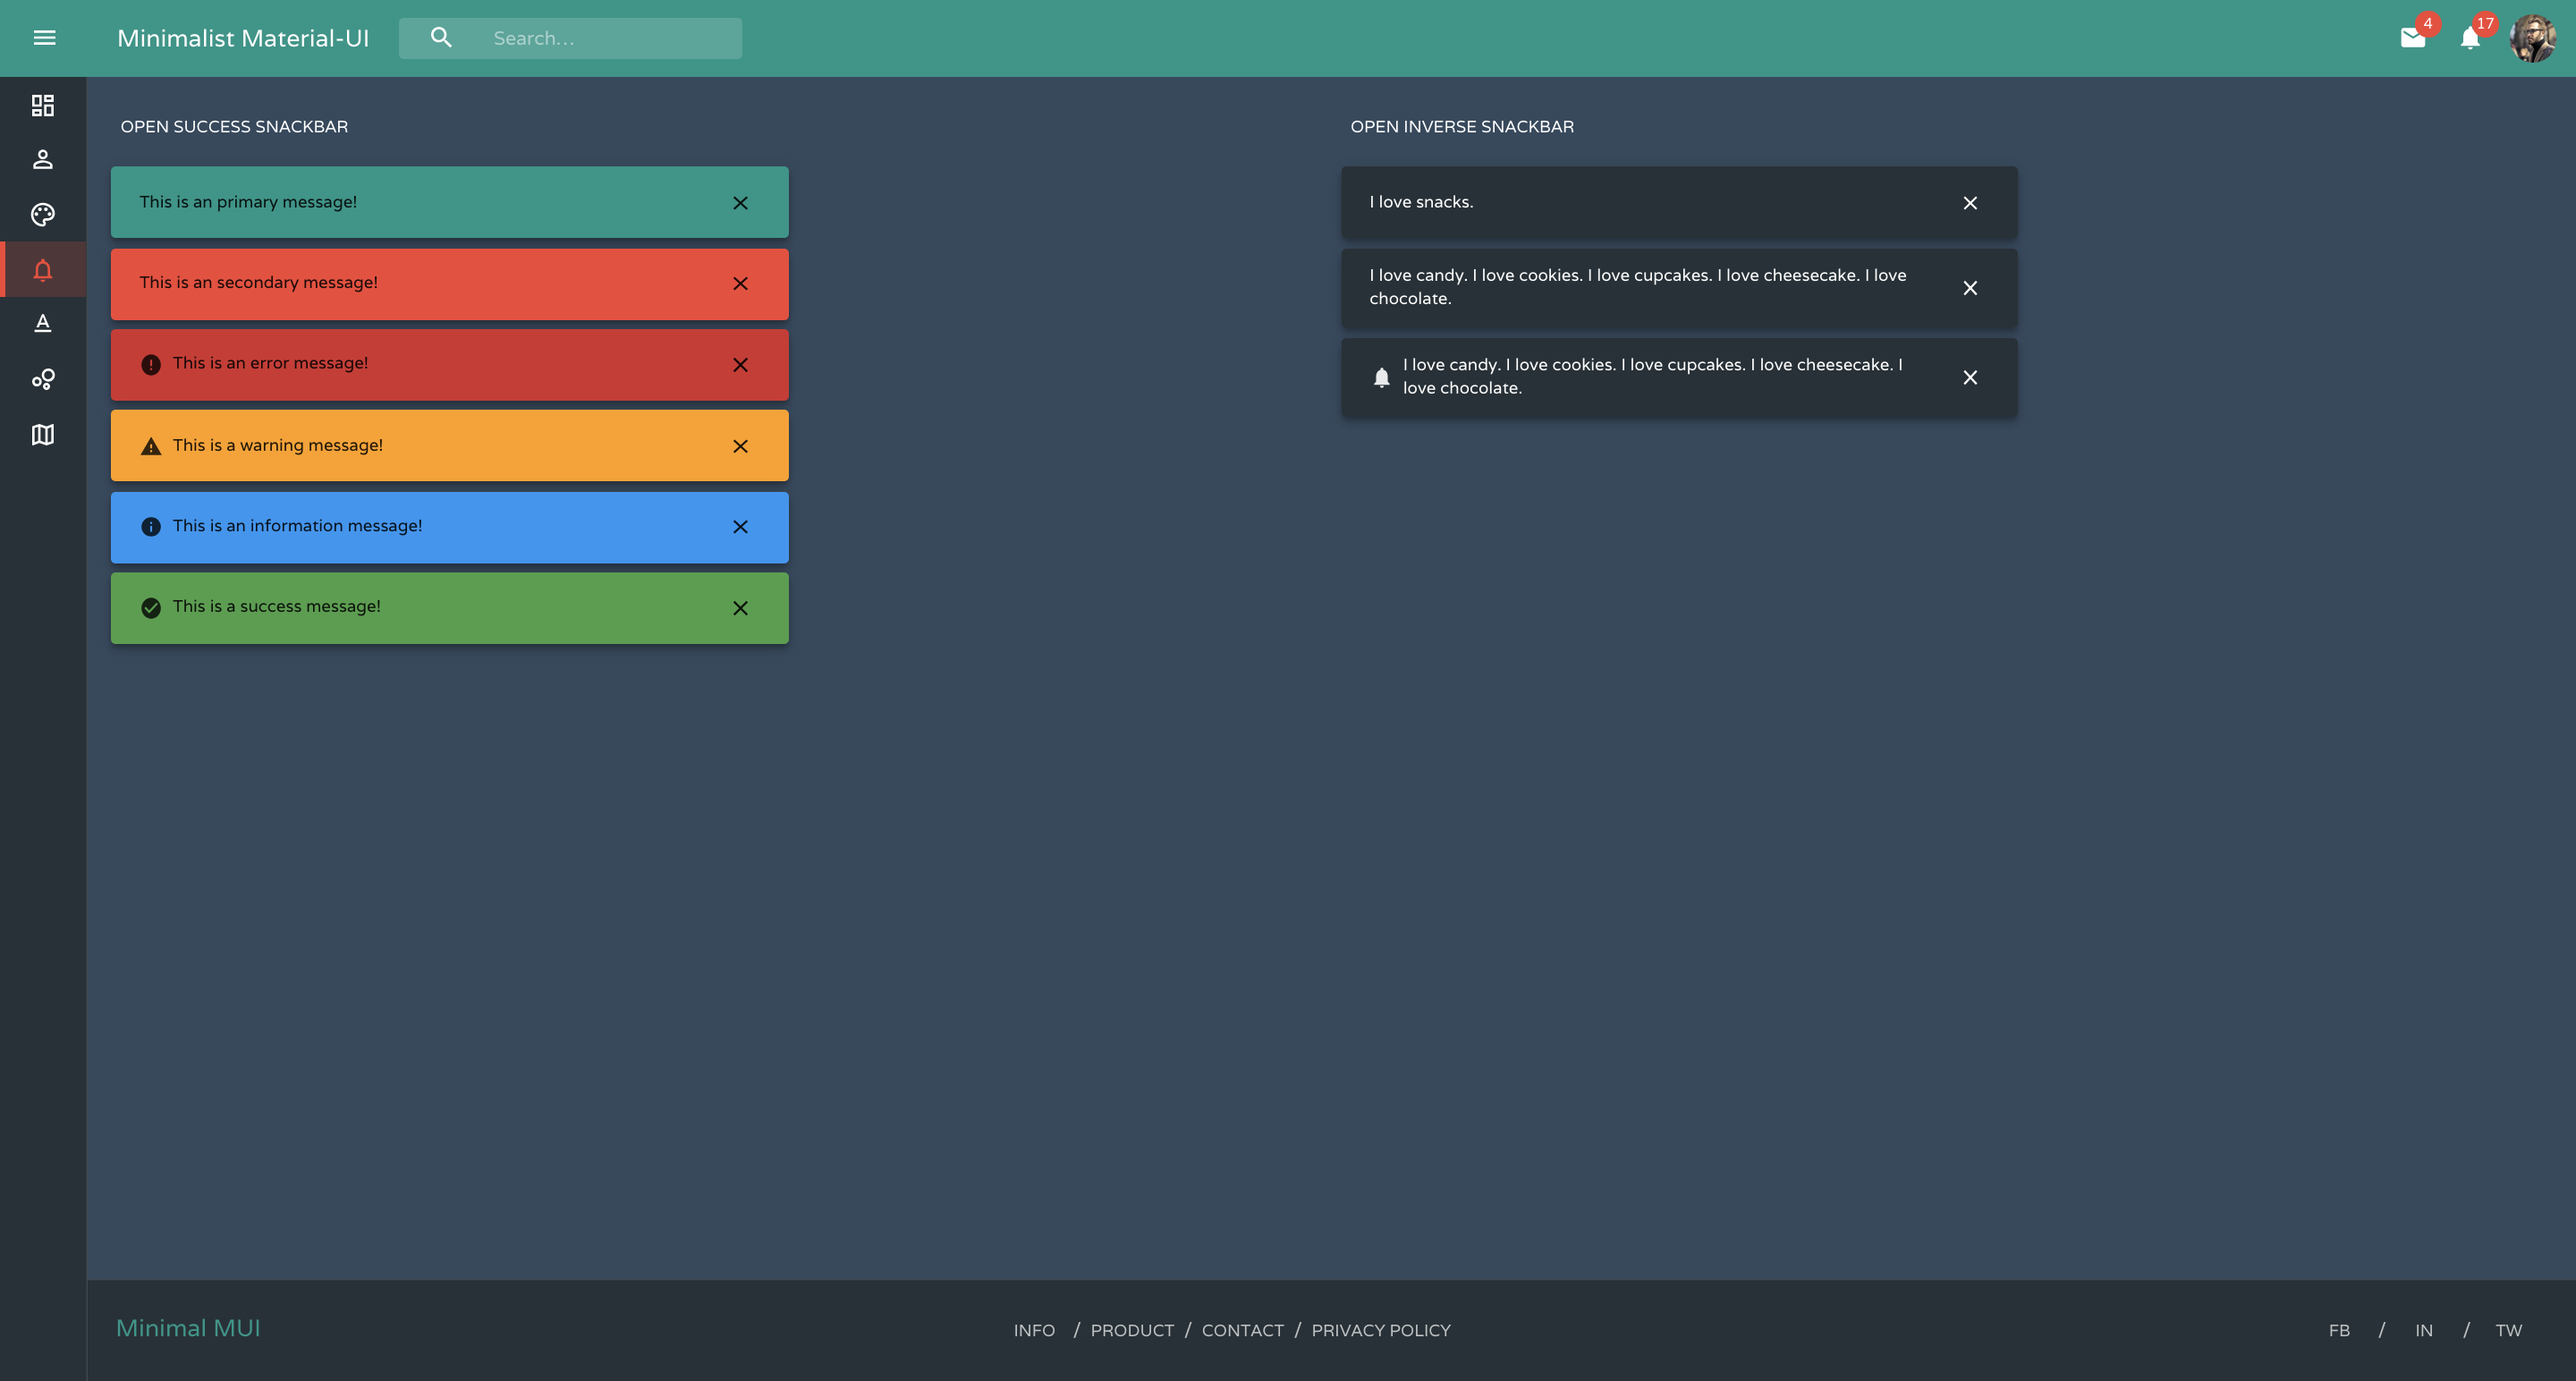 Minimalist Material-UI
Search...
4
17
OPEN SUCCESS SNACKBAR
This is an primary message!
This is an secondary message!
This is an error message!
This is a warning message!
This is an information message!
This is a success message!
OPEN INVERSE SNACKBAR
I love snacks.
I love candy. I love cookies. I love cupcakes. I love cheesecake. I love
chocolate.
I love candy. I love cookies. I love cupcakes. I love cheesecake. I
love chocolate.
Minimal MUI
INFO / PRODUCT / CONTACT / PRIVACY POLICY
FB / IN / TW